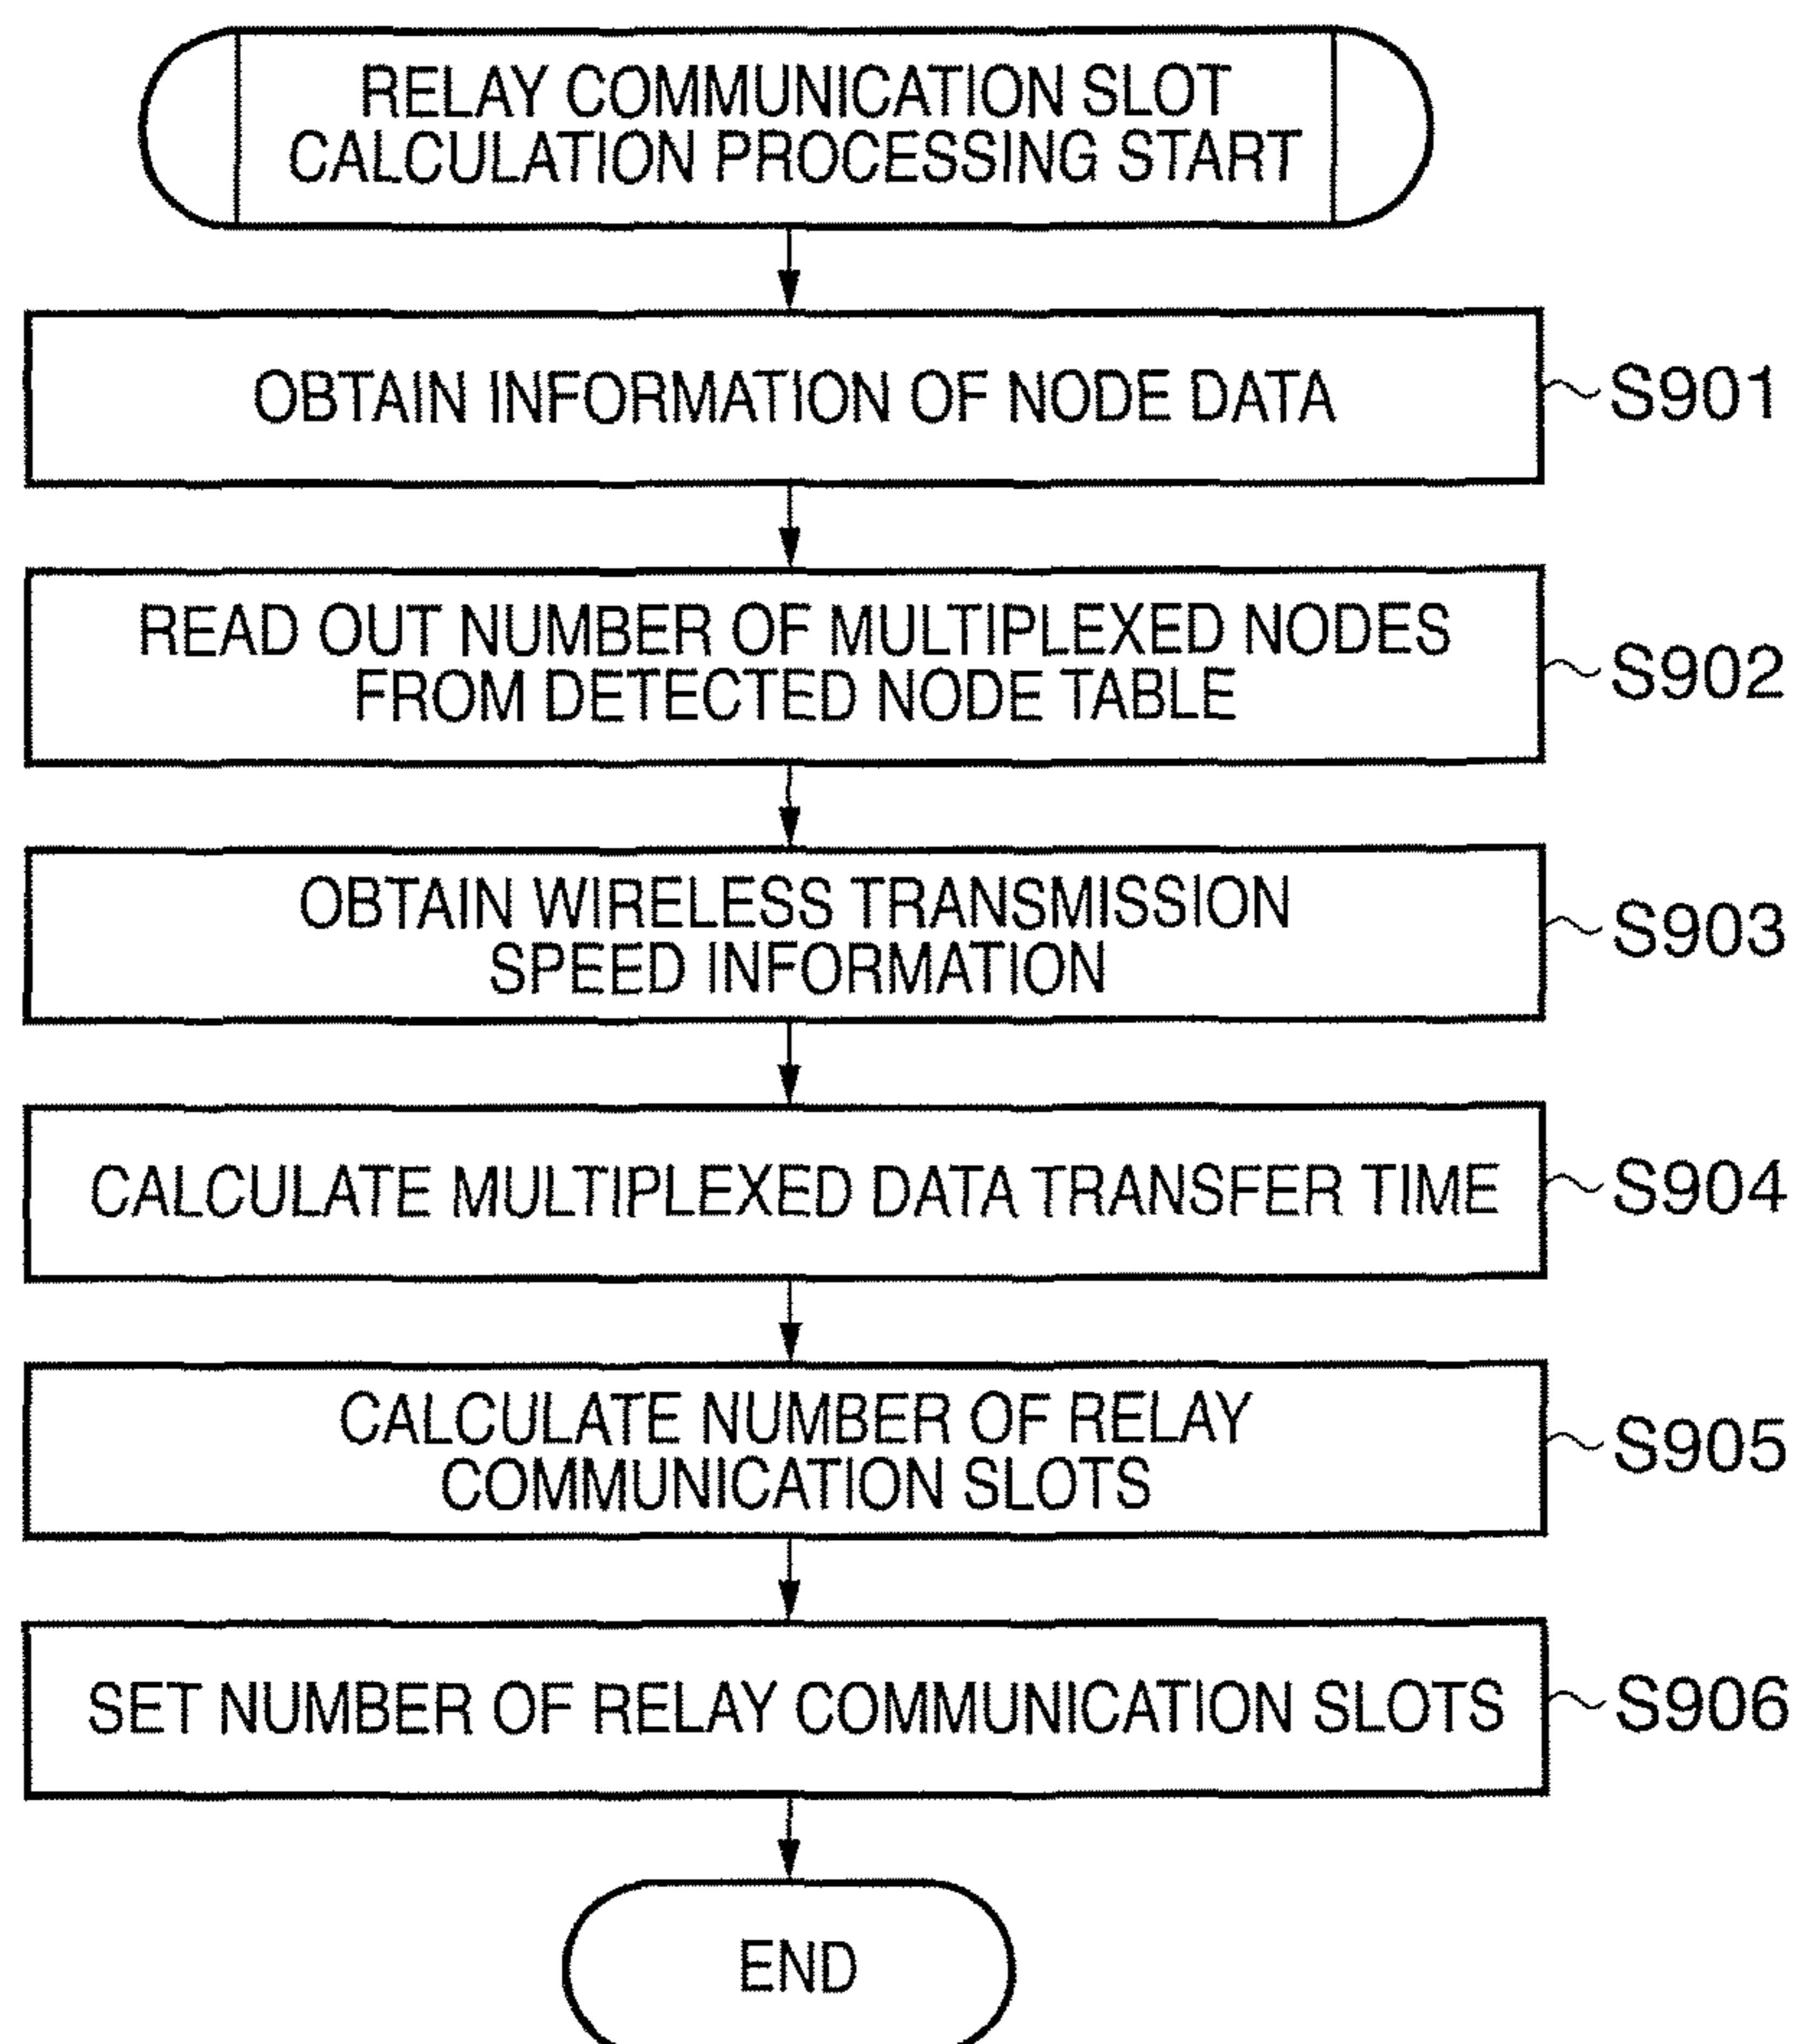 RELAY COMMUNICATION SLOT
CALCULATION PROCESSING START
OBTAIN INFORMATION OF NODE DATA
S901
READ OUT NUMBER OF MULTIPLEXED NODES
FROM DETECTED NODE TABLE
S902
OBTAIN WIRELESS TRANSMISSION
SPEED INFORMATION
S903
CALCULATE MULTIPLEXED DATA TRANSFER TIME
S904
CALCULATE NUMBER OF RELAY
COMMUNICATION SLOTS
S905
SET NUMBER OF RELAY COMMUNICATION SLOTS
S906
END